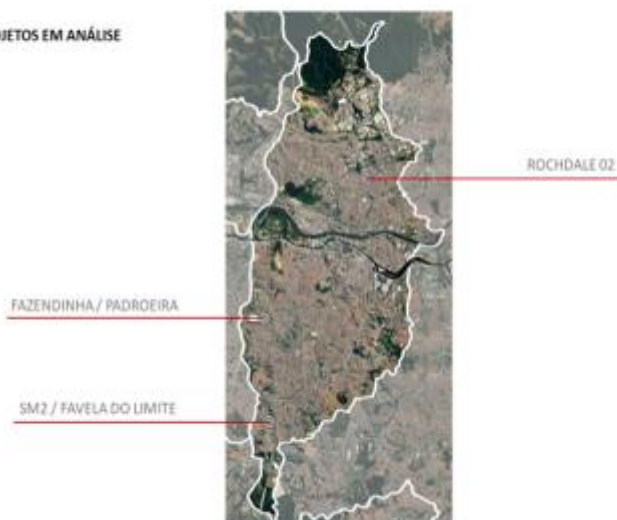 JETOS EM ANÁLISE
ROCHDALE 02
FAZENDINHA / PADROEIRA
SM2 / FAVELA DO LIMITE